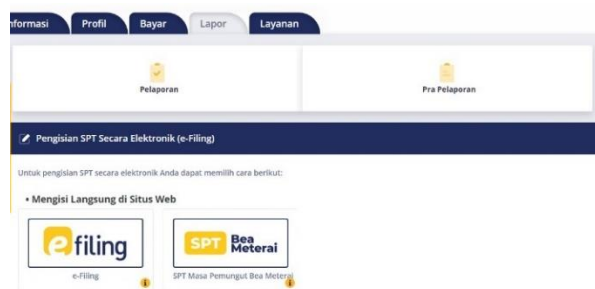 nformasi Profil Bayar Lapor Layanan
Pelaporan Pra Pelaporan
Pengisian SPT Secara Elektronik (e-Filing)
Untuk pengisian SPT secara elektronik Anda dapat memilih cara berikut:
• Mengisi Langsung di Situs Web
e filing SPT Bea Meterai
e-Filing SPT Masa Pemungut Bea Meterai